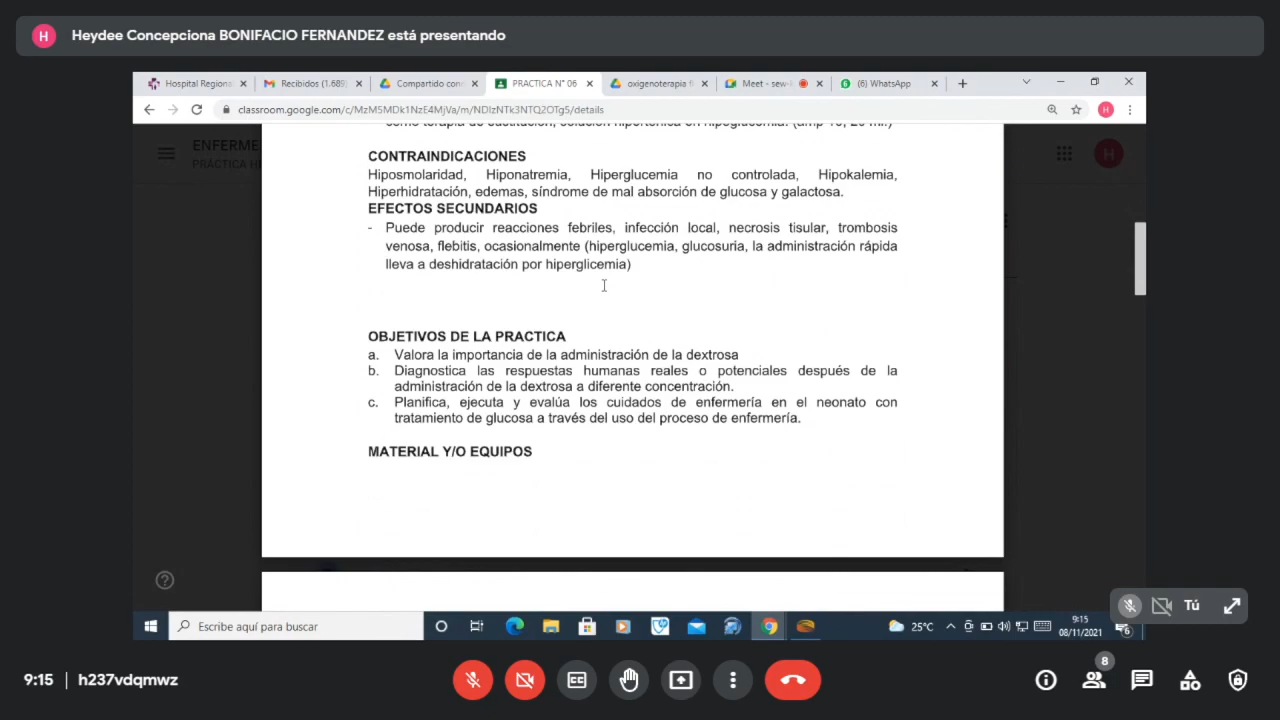 H Heydee Concepciona BONIFACIO FERNANDEZ está presentando
Hospital Regional Recibidos (1.689) Compartido con PRACTICA N° 06 oxigenoterapia fi Meet - sew- (6) WhatsApp
classroom.google.com/c/MzM5MDk1NzE4MjVa/m/NDIzNTk3NTQ2OTg5/details
H
ENFERME
PRÁCTICA
H
CONTRAINDICACIONES
Hiposmolaridad, Hiponatremia, Hiperglucemia no controlada, Hipokalemia,
Hiperhidratación, edemas, síndrome de mal absorción de glucosa y galactosa.
EFECTOS SECUNDARIOS
- Puede producir reacciones febriles, infección local, necrosis tisular, trombosis
venosa, flebitis, ocasionalmente (hiperglucemia, glucosuria, la administración rápida
lleva a deshidratación por hiperglicemia)
OBJETIVOS DE LA PRACTICA
a. Valora la importancia de la administración de la dextrosa
b. Diagnostica las respuestas humanas reales o potenciales después de la
administración de la dextrosa a diferente concentración.
c. Planifica, ejecuta y evalúa los cuidados de enfermería en el neonato con
tratamiento de glucosa a través del uso del proceso de enfermería.
MATERIAL Y/O EQUIPOS
Tú
Escribe aquí para buscar
25°C
9:15
08/11/2021
6
9:15 | h237vdqmwz
8